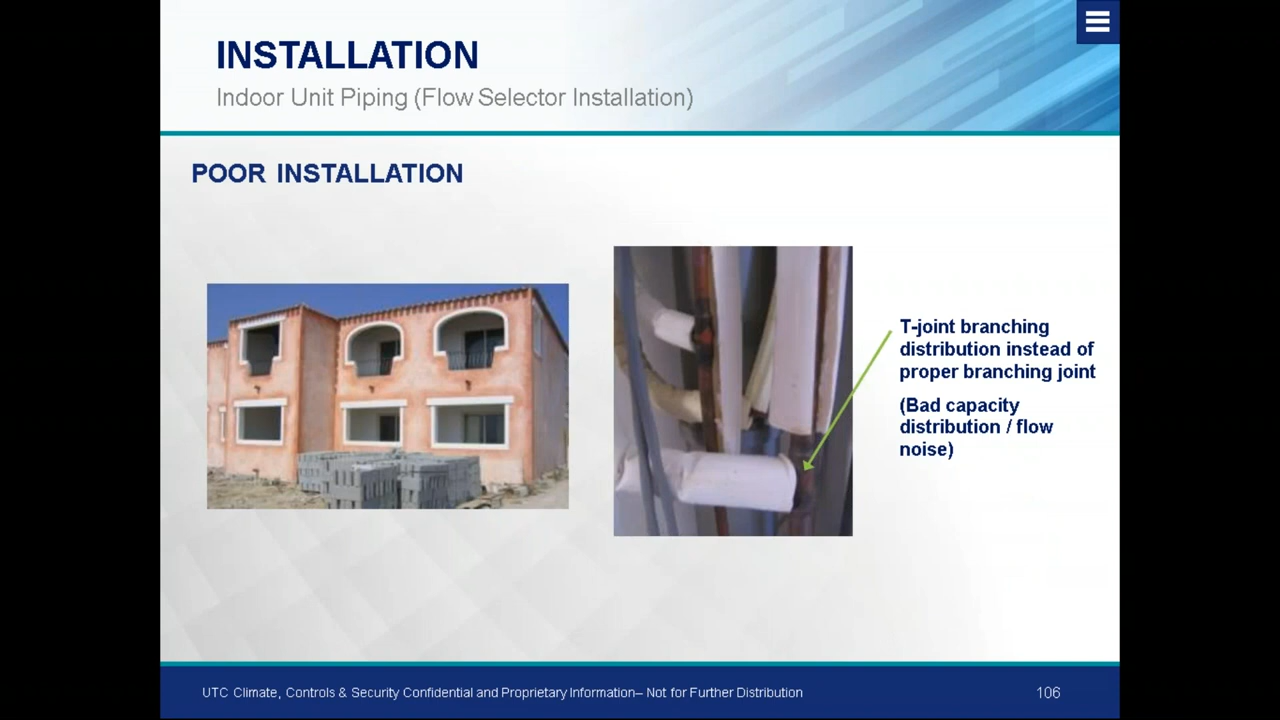 INSTALLATION
Indoor Unit Piping (Flow Selector Installation)
POOR INSTALLATION
T-joint branching
distribution instead of
proper branching joint
(Bad capacity
distribution / flow
noise)
UTC Climate, Controls & Security Confidential and Proprietary Information– Not for Further Distribution
106